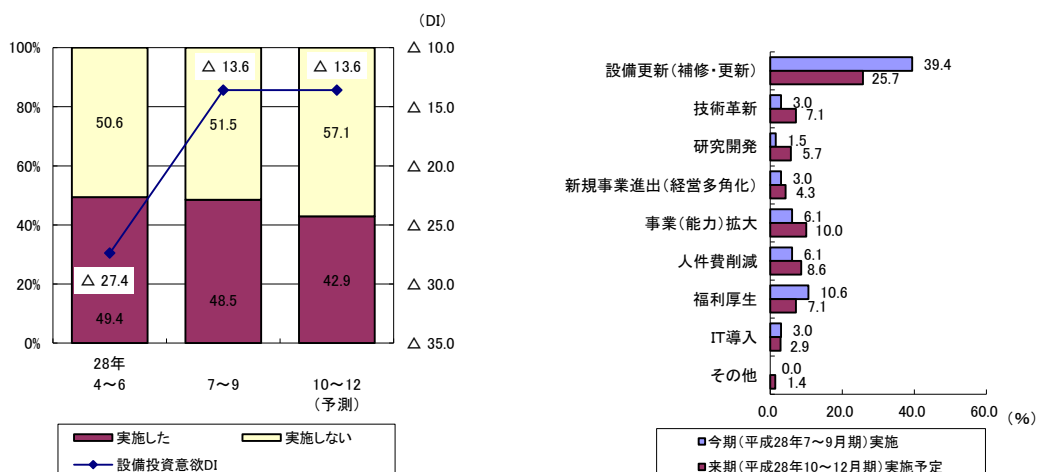 (DI)
100%
80%
60%
40%
20%
0%
△ 10.0
△ 15.0
△ 20.0
△ 25.0
△ 30.0
△ 35.0
50.6
△ 13.6
51.5
△ 13.6
57.1
△ 27.4
49.4
48.5
42.9
28年
4～6
7～9
10～12
(予測)
実施した
実施しない
設備投資意欲DI
設備更新(補修・更新)
39.4
25.7
技術革新
3.0
7.1
研究開発
1.5
5.7
新規事業進出(経営多角化)
3.0
4.3
事業(能力)拡大
6.1
10.0
人件費削減
6.1
8.6
福利厚生
10.6
7.1
IT導入
3.0
2.9
その他
0.0
1.4
0.0 20.0 40.0 60.0 (%)
今期(平成28年7～9月期)実施
来期(平成28年10～12月期)実施予定